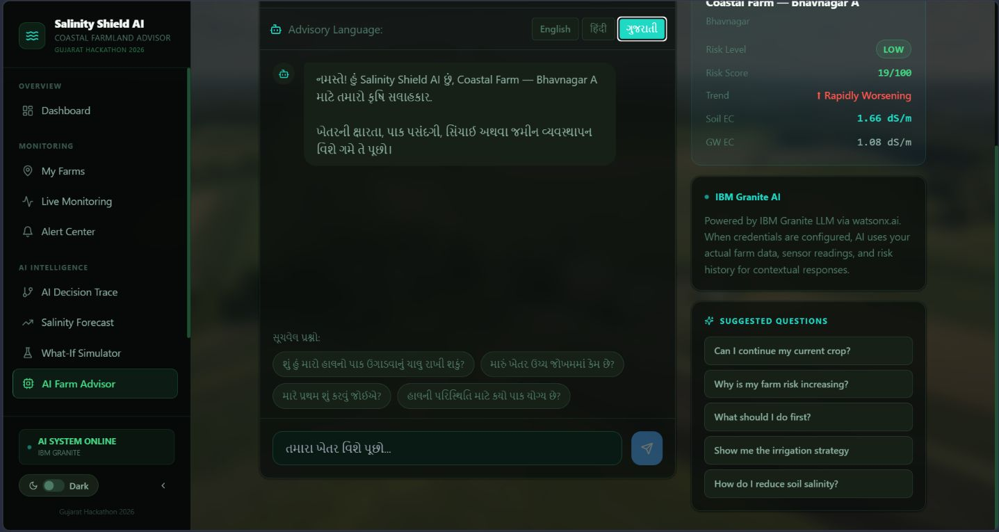 Salinity Shield AI
COASTAL FARMLAND ADVISOR
GUJARAT HACKATHON 2026
OVERVIEW
Dashboard
MONITORING
My Farms
Live Monitoring
Alert Center
AI INTELLIGENCE
AI Decision Trace
Salinity Forecast
What-If Simulator
AI Farm Advisor
AI SYSTEM ONLINE
IBM GRANITE
Dark
Gujarat Hackathon 2026
Advisory Language:
English
हिंदी
ગુજરાતી
નમસ્તે! હું Salinity Shield AI છું, Coastal Farm — Bhavnagar A
માટે તમારો કૃષિ સલાહકાર.
ખેતરની ક્ષારતા, પાક પસંદગી, સિંચાઈ અથવા જમીન વ્યવસ્થાપન
વિશે ગમે તે પૂછો।
સૂચવેલ પ્રશ્નો:
શું હું મારો હાલનો પાક ઉગાડવાનું ચાલુ રાખી શકું?
મારું ખેતર ઉચ્ચ જોખમમાં કેમ છે?
મારે પ્રથમ શું કરવું જોઈએ?
હાલની પરિસ્થિતિ માટે કયો પાક યોગ્ય છે?
તમારા ખેતર વિશે પૂછો...
Coastal Farm — Bhavnagar A
Bhavnagar
Risk Level
LOW
Risk Score
19/100
Trend
↑ Rapidly Worsening
Soil EC
1.66 dS/m
GW EC
1.08 dS/m
IBM Granite AI
Powered by IBM Granite LLM via watsonx.ai.
When credentials are configured, AI uses your
actual farm data, sensor readings, and risk
history for contextual responses.
SUGGESTED QUESTIONS
Can I continue my current crop?
Why is my farm risk increasing?
What should I do first?
Show me the irrigation strategy
How do I reduce soil salinity?